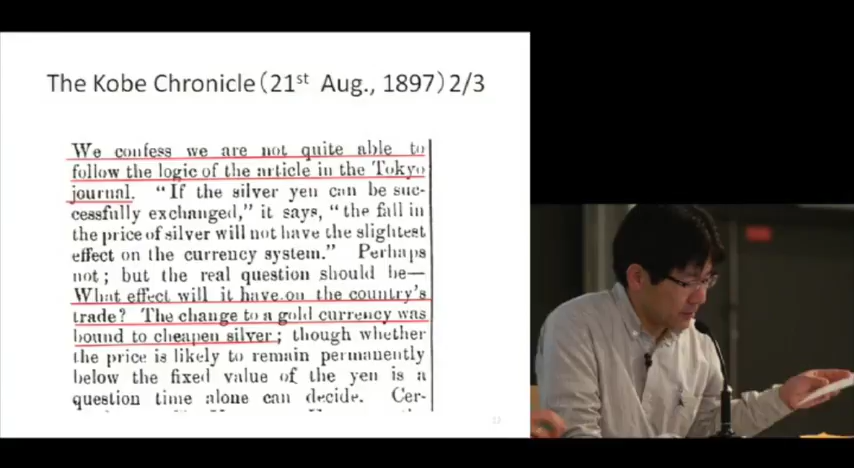 The Kobe Chronicle(21st Aug., 1897)2/3
We confess we are not quite able to
follow the logic of the article in the Tokyo
journal. “If the silver yen can be suc-
cessfully exchanged,” it says, “the fall in
the price of silver will not have the slightest
effect on the currency system.” Perhaps
not; but the real question should be—
What effect will it have on the country's
trade? The change to a gold currency was
bound to cheapen silver; though whether
the price is likely to remain permanently
below the fixed value of the yen is a
question time alone can decide. Cer-
13